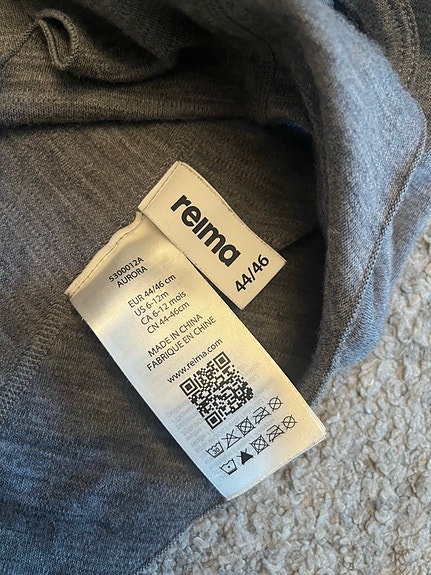 reima
44/46
5300012A
AURORA
EUR 44/46 cm
US 6-12m
CA 6-12 mois
CN 44-46cm
MADE IN CHINA
FABRIQUE EN CHINE
www.reima.com